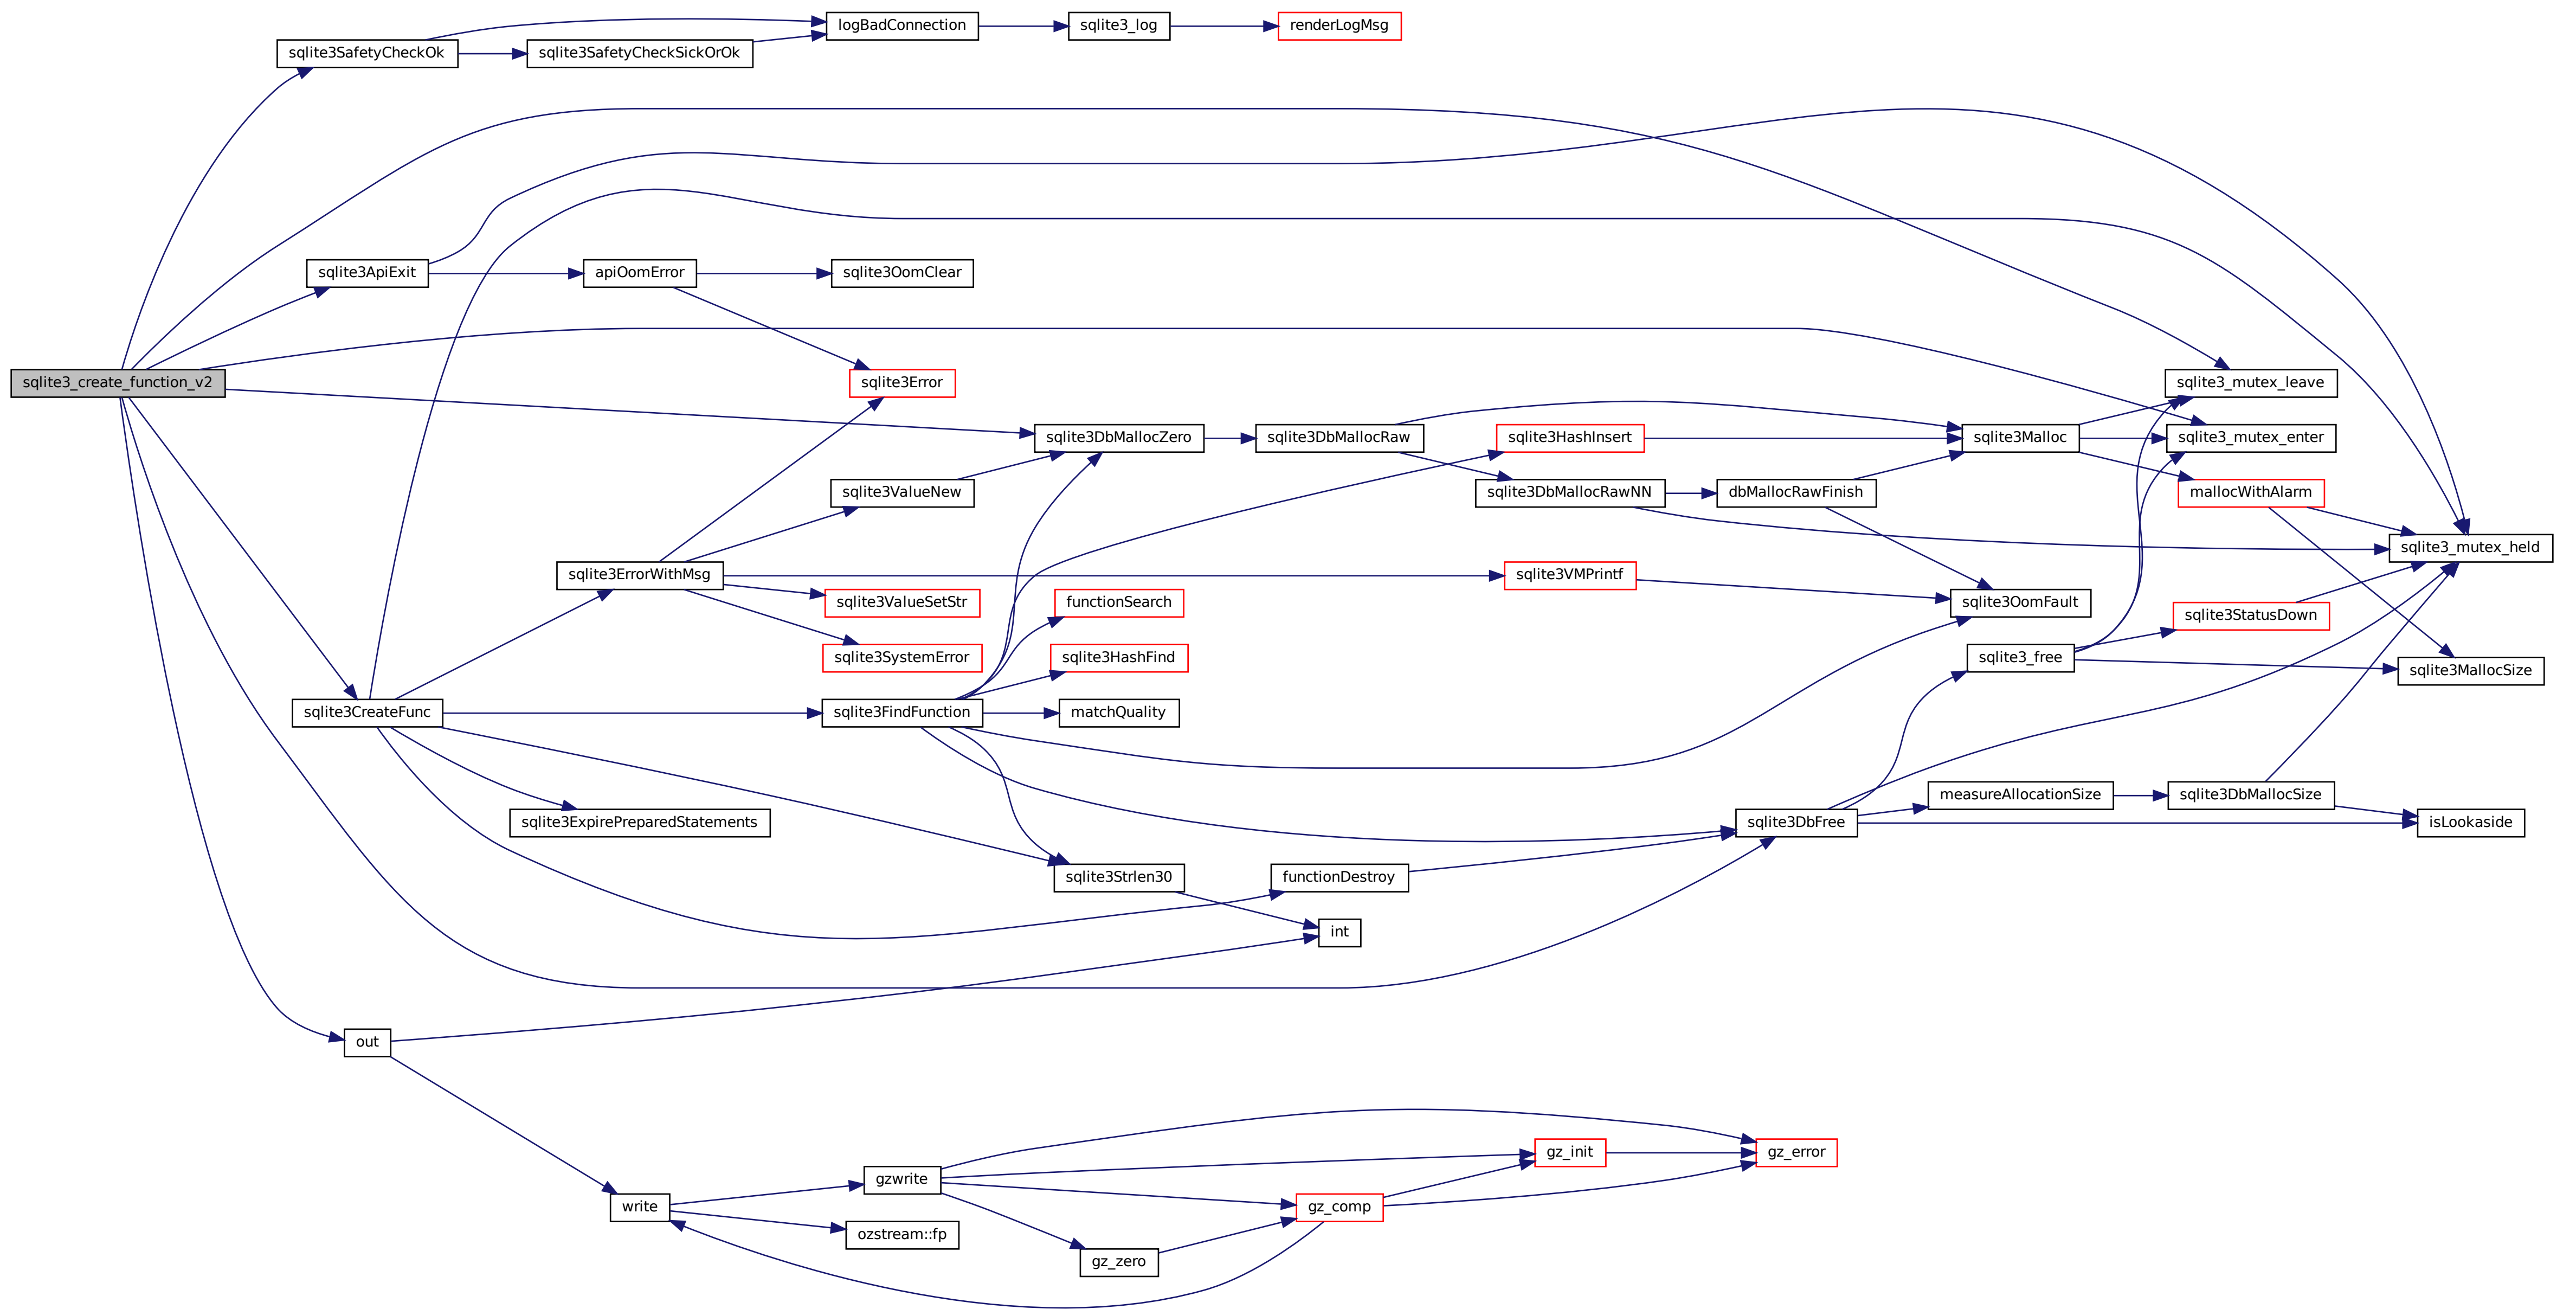 logBadConnection
sqlite3_log
renderLogMsg
sqlite3SafetyCheckOk
sqlite3SafetyCheckSickOrOk
sqlite3ApiExit
apiOomError
sqlite3OomClear
sqlite3_create_function_v2
sqlite3Error
sqlite3_mutex_leave
sqlite3DbMallocZero
sqlite3DbMallocRaw
sqlite3HashInsert
sqlite3Malloc
sqlite3_mutex_enter
sqlite3ValueNew
sqlite3DbMallocRawNN
dbMallocRawFinish
mallocWithAlarm
sqlite3_mutex_held
sqlite3ErrorWithMsg
sqlite3VMPrintf
sqlite3ValueSetStr
functionSearch
sqlite3OomFault
sqlite3StatusDown
sqlite3SystemError
sqlite3HashFind
sqlite3_free
sqlite3MallocSize
sqlite3CreateFunc
sqlite3FindFunction
matchQuality
measureAllocationSize
sqlite3DbMallocSize
sqlite3ExpirePreparedStatements
sqlite3DbFree
isLookaside
sqlite3Strlen30
functionDestroy
int
out
gz_init
gz_error
gzwrite
write
gz_comp
ozstream::fp
gz_zero